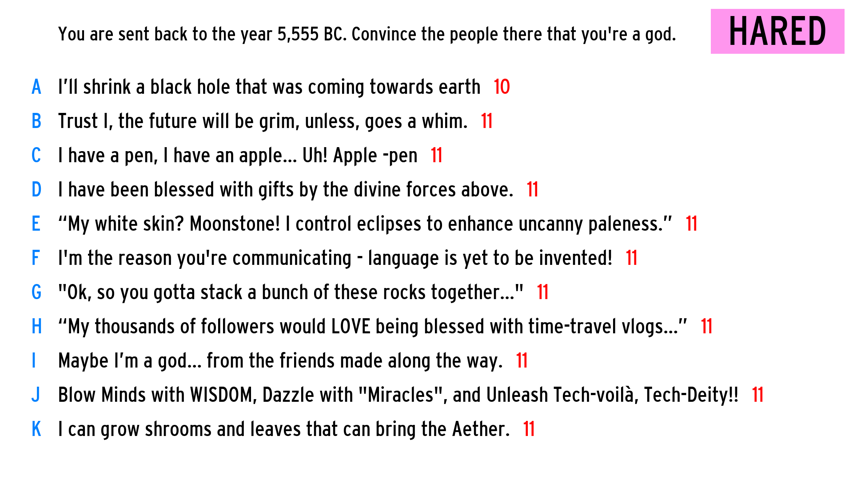 You are sent back to the year 5,555 BC. Convince the people there that you're a god.
HARED
A I’ll shrink a black hole that was coming towards earth 10
B Trust I, the future will be grim, unless, goes a whim. 11
C I have a pen, I have an apple... Uh! Apple -pen 11
D I have been blessed with gifts by the divine forces above. 11
E “My white skin? Moonstone! I control eclipses to enhance uncanny paleness.” 11
F I'm the reason you're communicating - language is yet to be invented! 11
G "Ok, so you gotta stack a bunch of these rocks together..." 11
H “My thousands of followers would LOVE being blessed with time-travel vlogs...” 11
I Maybe I’m a god... from the friends made along the way. 11
J Blow Minds with WISDOM, Dazzle with "Miracles", and Unleash Tech-voilà, Tech-Deity!! 11
K I can grow shrooms and leaves that can bring the Aether. 11